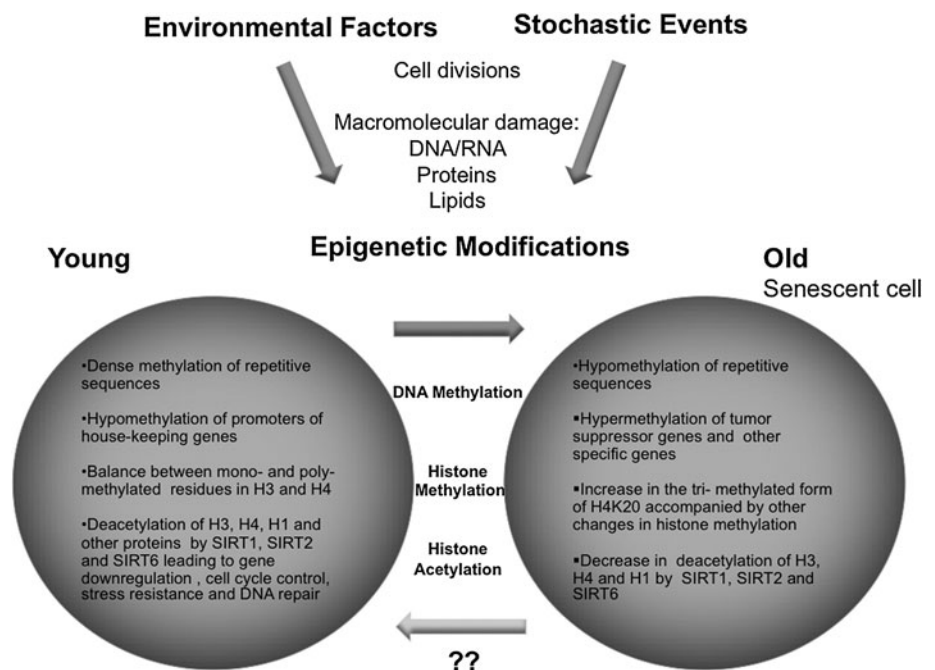 Environmental Factors
Stochastic Events
Cell divisions
Macromolecular damage:
DNA/RNA
Proteins
Lipids
Epigenetic Modifications
Young
Old
Senescent cell
•Dense methylation of repetitive
sequences
•Hypomethylation of promoters of
house-keeping genes
•Balance between mono- and poly-
methylated residues in H3 and H4
•Deacetylation of H3, H4, H1 and
other proteins by SIRT1, SIRT2
and SIRT6 leading to gene
downregulation , cell cycle control,
stress resistance and DNA repair
DNA Methylation
Histone
Methylation
Histone
Acetylation
??
•Hypomethylation of repetitive
sequences
▪Hypermethylation of tumor
suppressor genes and other
specific genes
▪Increase in the tri- methylated form
of H4K20 accompanied by other
changes in histone methylation
▪Decrease in deacetylation of H3,
H4 and H1 by SIRT1, SIRT2 and
SIRT6